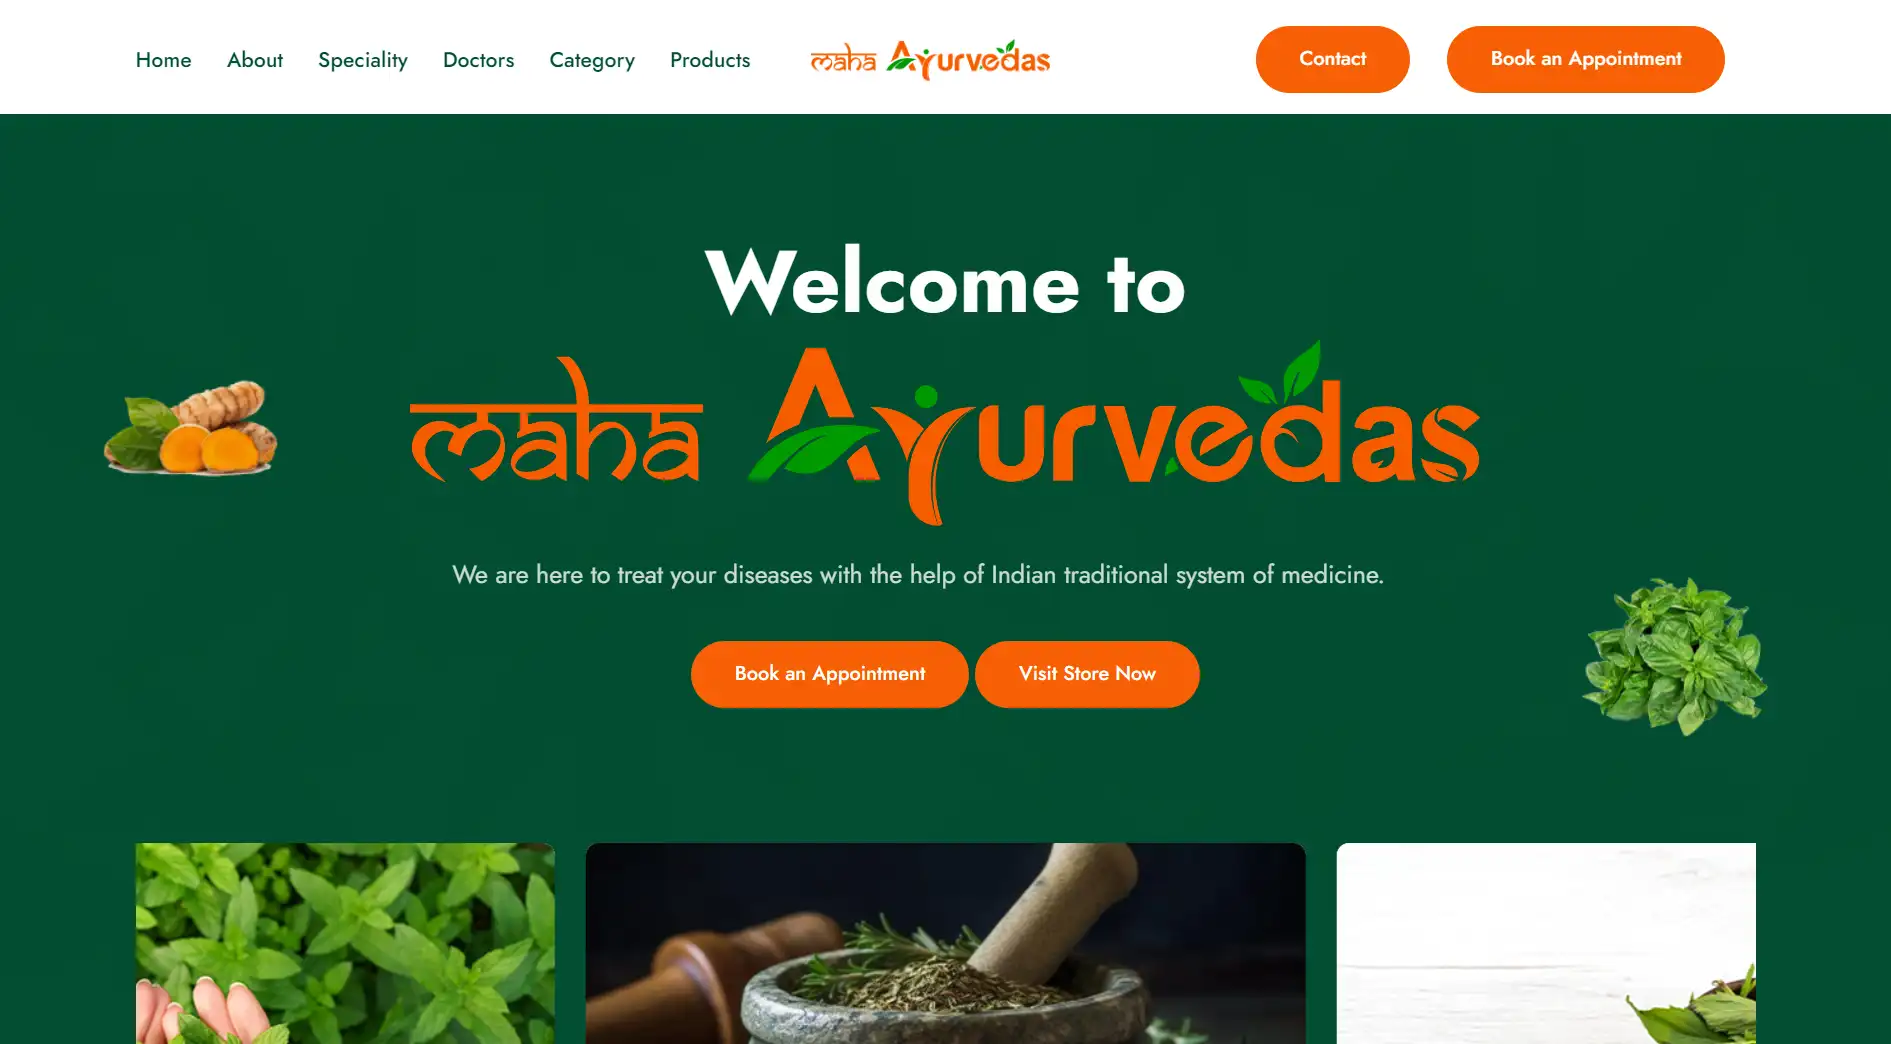 Home About Speciality Doctors Category Products maha Ayurvedas Contact Book an Appointment
Welcome to
maha Ayurvedas
We are here to treat your diseases with the help of Indian traditional system of medicine.
Book an Appointment Visit Store Now